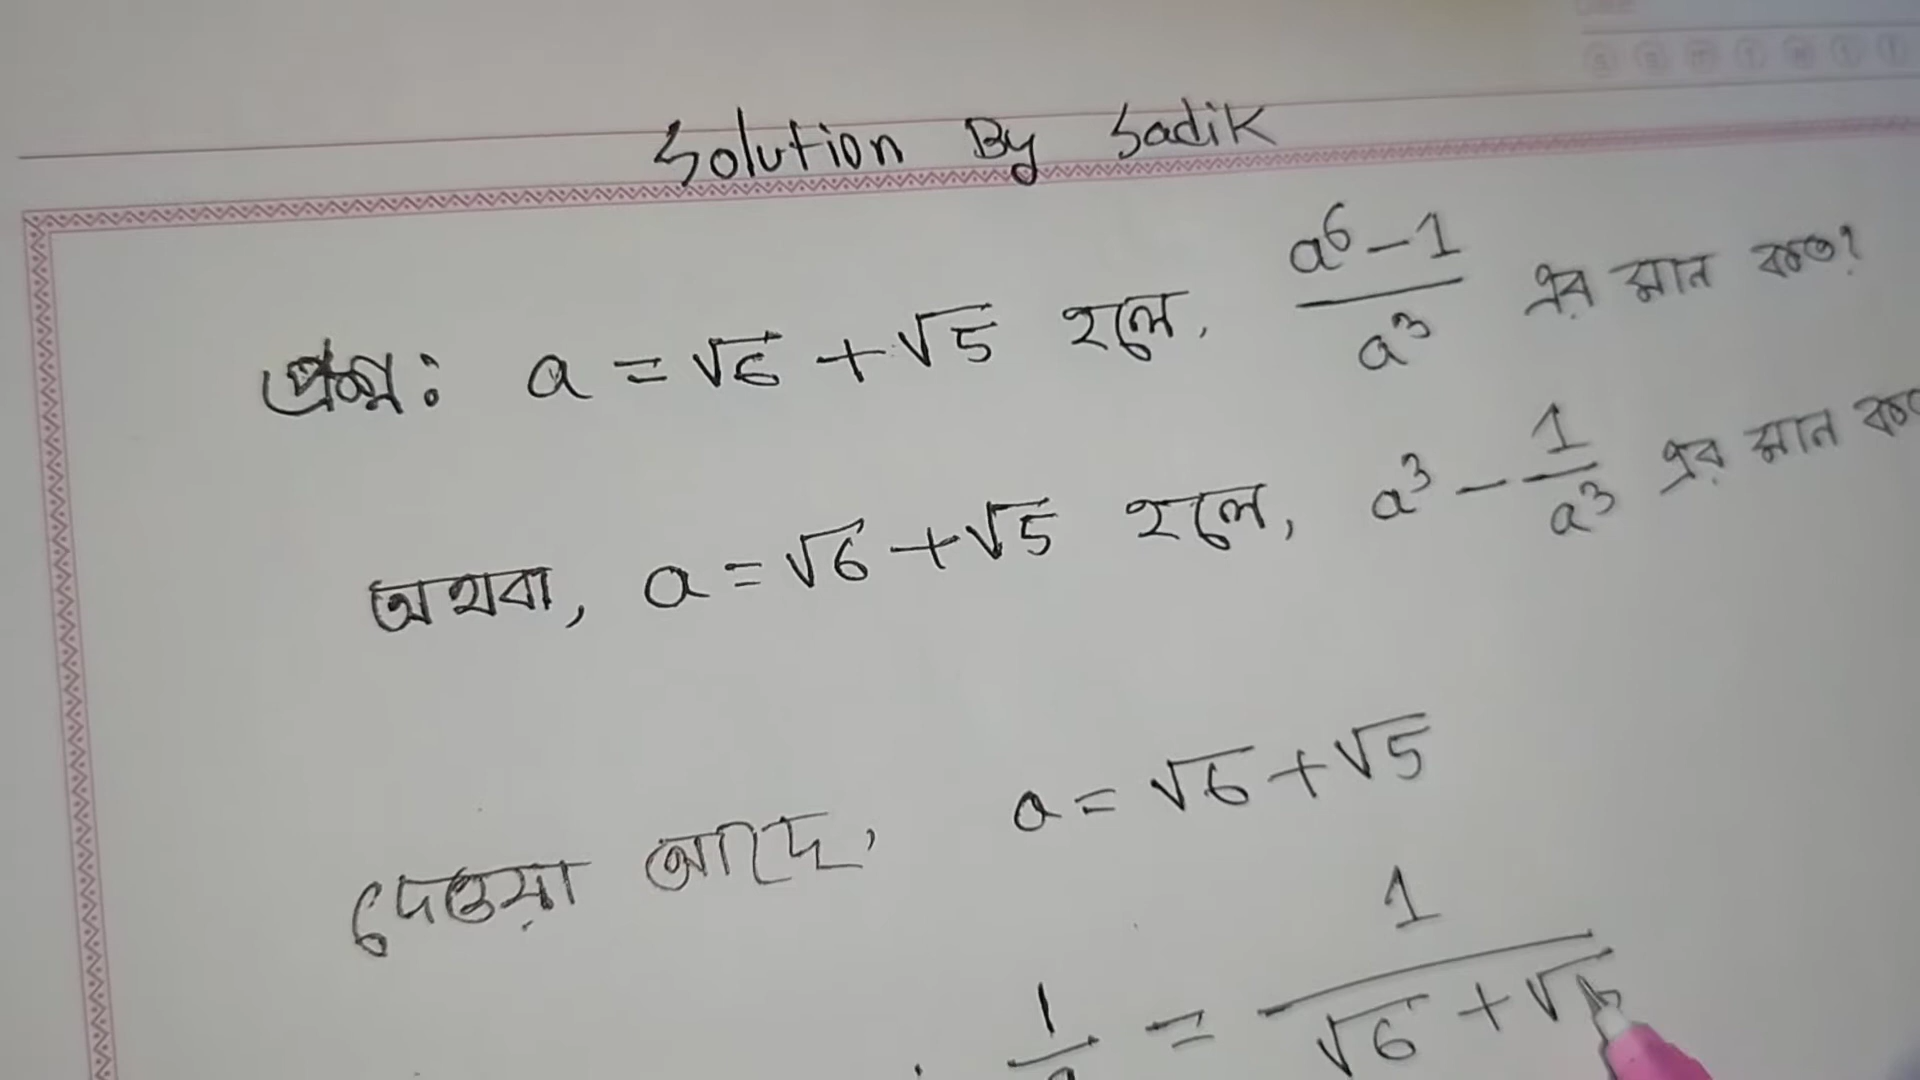 Solution By Sadik
প্রশ্ন: a = √6 + √5 হলে, (a⁶ - 1)/a³ এর মান কত?
অথবা, a = √6 + √5 হলে, a³ - 1/a³ এর মান
দেওয়া আছে, a = √6 + √5
1/a = 1/(√6 + √5)